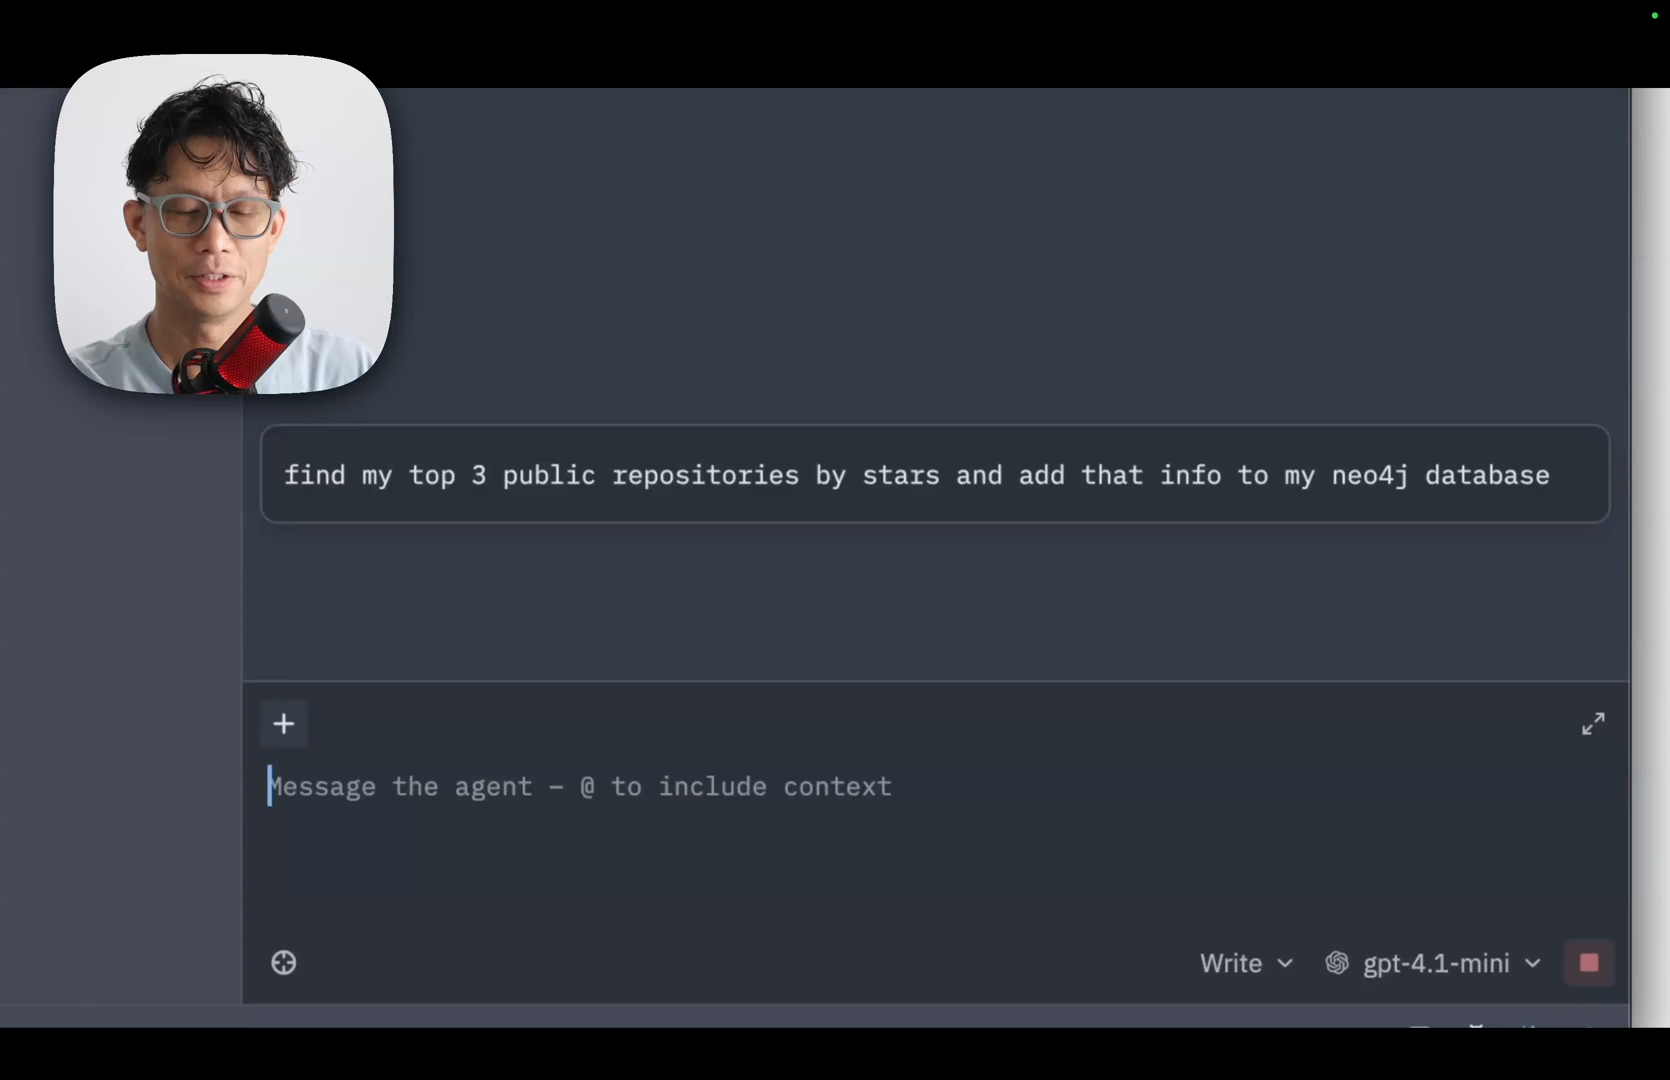 find my top 3 public repositories by stars and add that info to my neo4j database
Message the agent – @ to include context
Write
gpt-4.1-mini